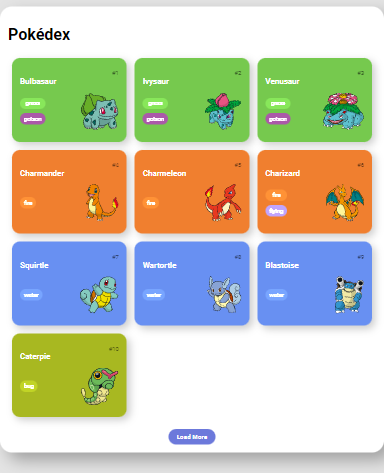 Pokédex
#1
#2
#3
Bulbasaur
Ivysaur
Venusaur
grass
grass
grass
poison
poison
poison
#4
#5
#6
Charmander
Charmeleon
Charizard
fire
fire
fire
flying
#7
#8
#9
Squirtle
Wartortle
Blastoise
water
water
water
#10
Caterpie
bug
Load More